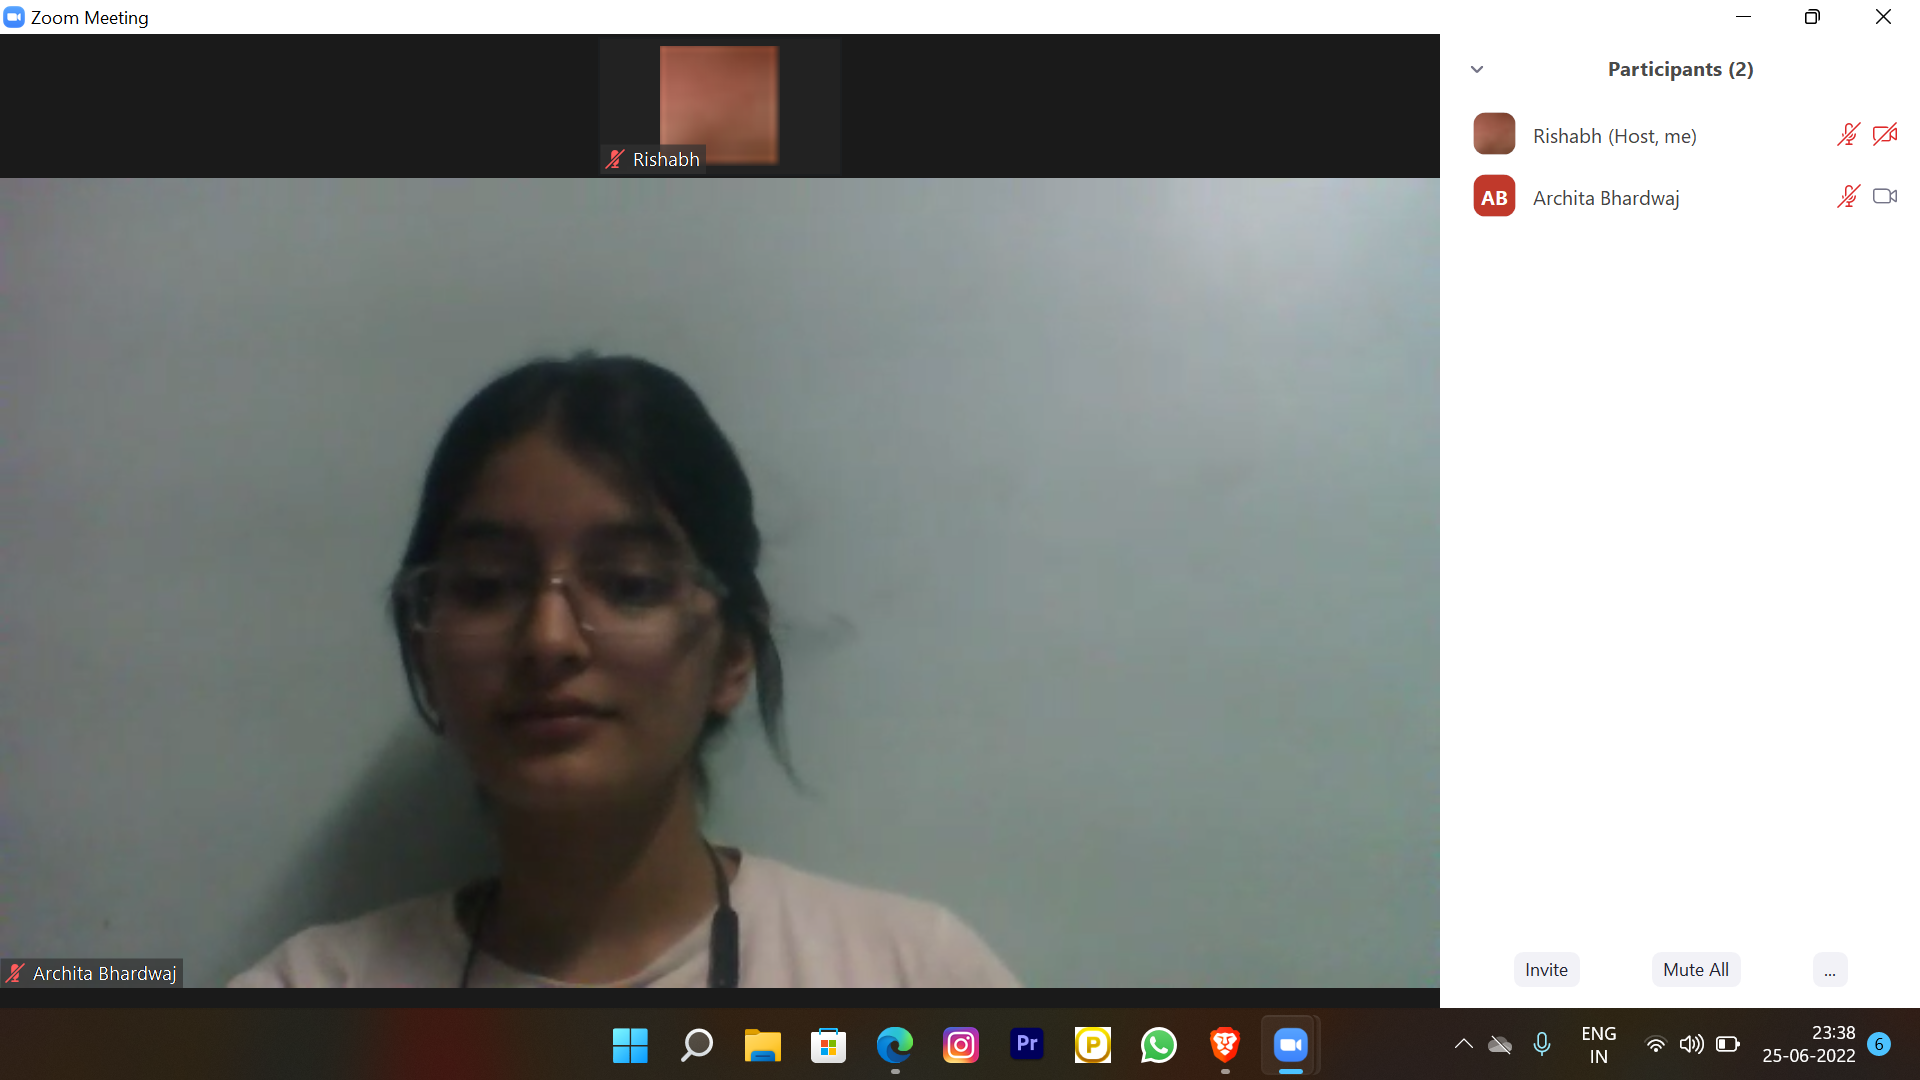 Zoom Meeting
Rishabh
Archita Bhardwaj
Participants (2)
Rishabh (Host, me)
AB Archita Bhardwaj
Invite Mute All ...
Pr
P
ENG
IN
23:38
25-06-2022
6